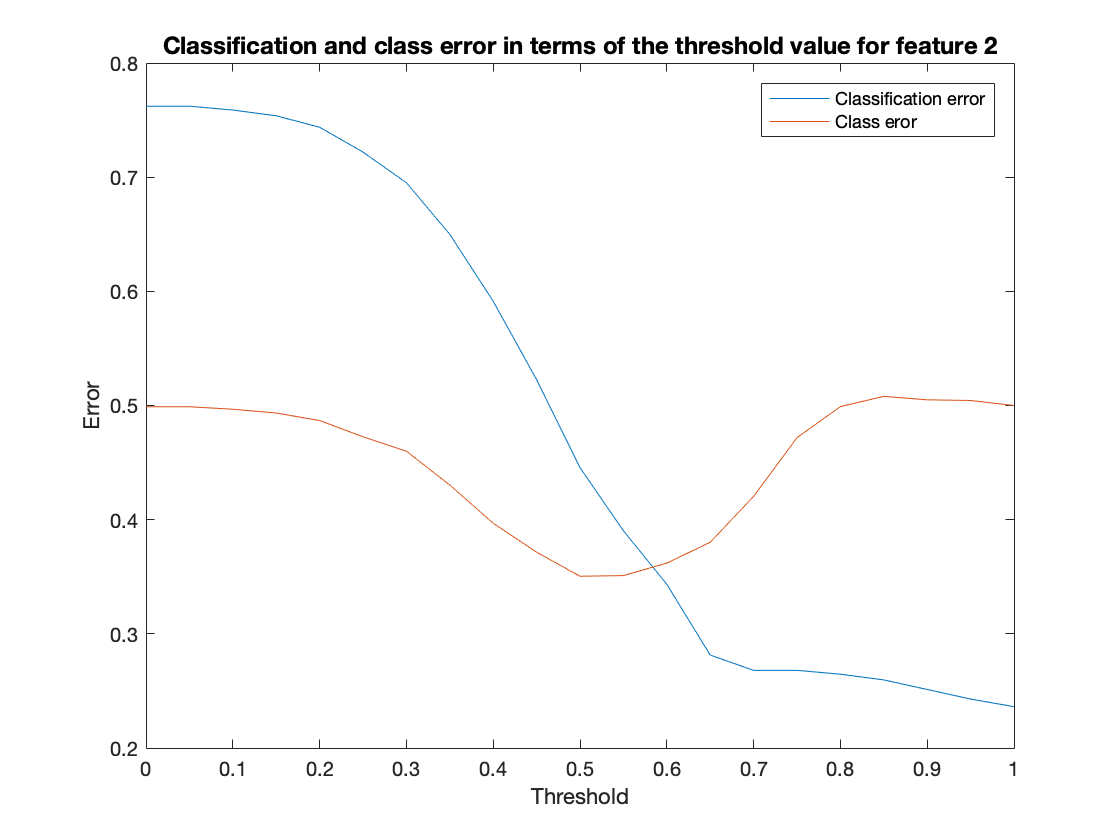 Classification and class error in terms of the threshold value for feature 2
Classification error
Class eror
0.8
0.7
0.6
0.5
0.4
0.3
0.2
Error
0 0.1 0.2 0.3 0.4 0.5 0.6 0.7 0.8 0.9 1
Threshold